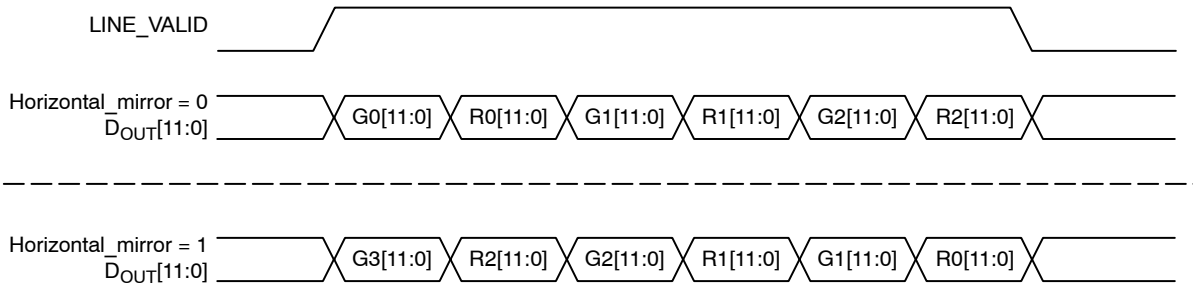 LINE_VALID
Horizontal_mirror = 0
DOUT[11:0]
G0[11:0] R0[11:0] G1[11:0] R1[11:0] G2[11:0] R2[11:0]
Horizontal_mirror = 1
DOUT[11:0]
G3[11:0] R2[11:0] G2[11:0] R1[11:0] G1[11:0] R0[11:0]